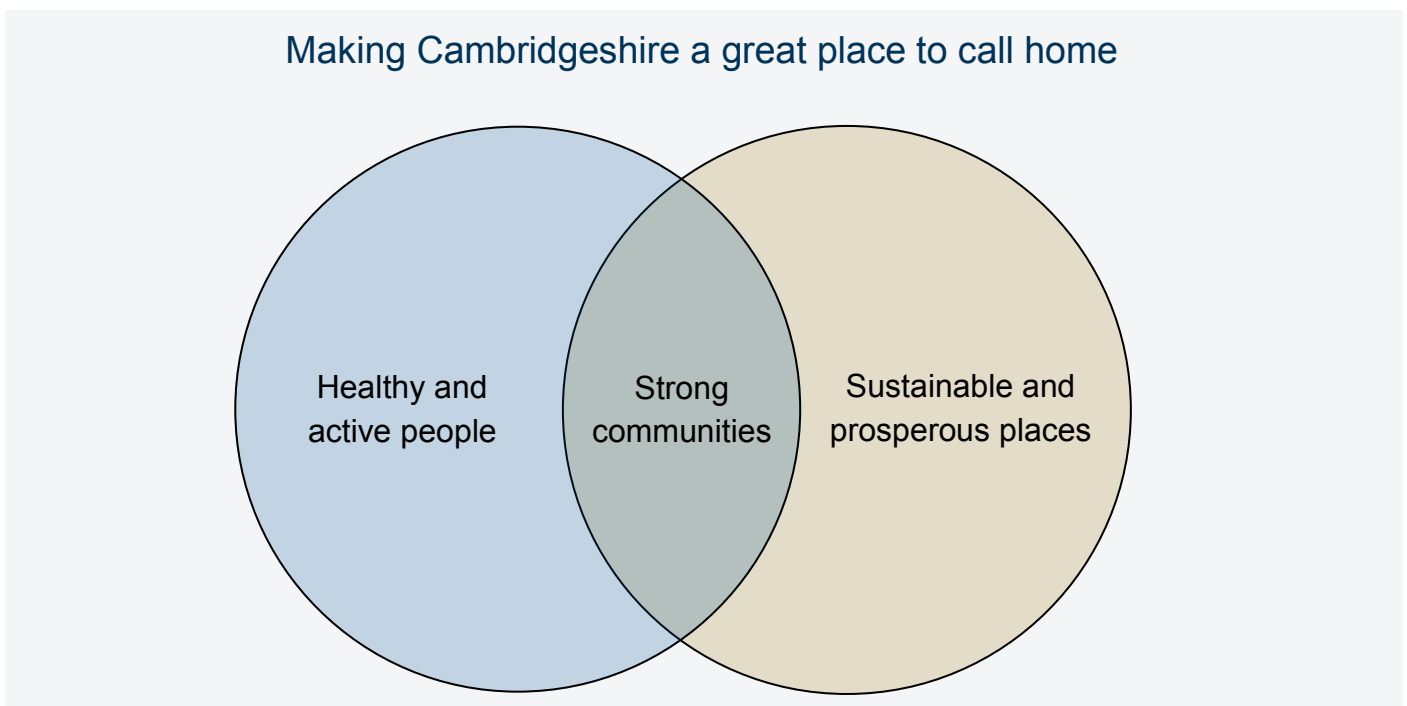 Making Cambridgeshire a great place to call home
Healthy and
active people
Strong
communities
Sustainable and
prosperous places